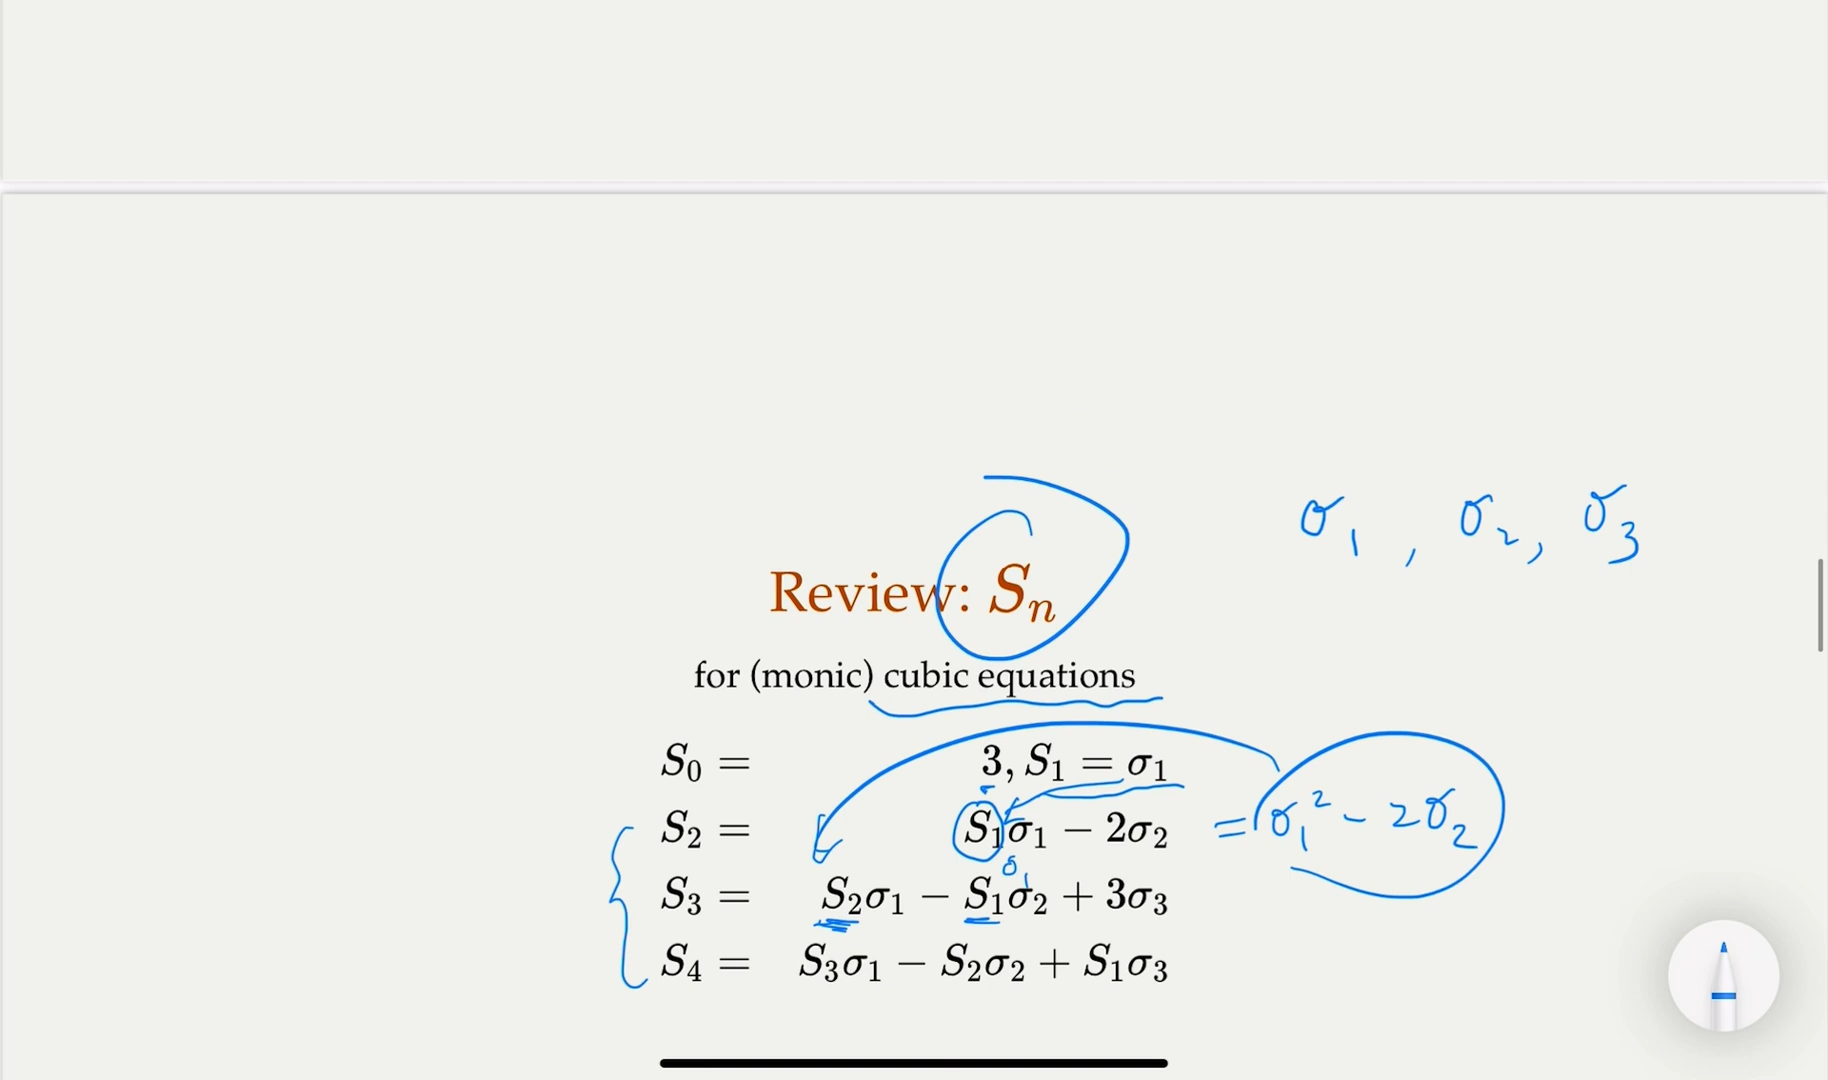 σ₁ , σ₂, σ₃
Review: Sₙ
for (monic) cubic equations
S₀ = 3, S₁ = σ₁
S₂ = S₁σ₁ − 2σ₂ = σ₁² − 2σ₂
σ₁
S₃ = S₂σ₁ − S₁σ₂ + 3σ₃
S₄ = S₃σ₁ − S₂σ₂ + S₁σ₃